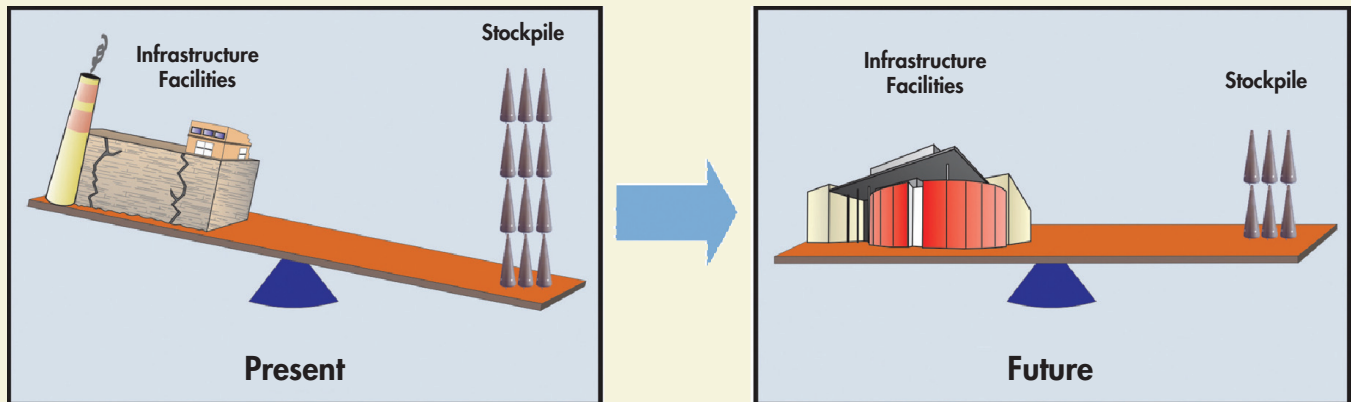 Infrastructure
Facilities
Stockpile
Present
Infrastructure
Facilities
Stockpile
Future